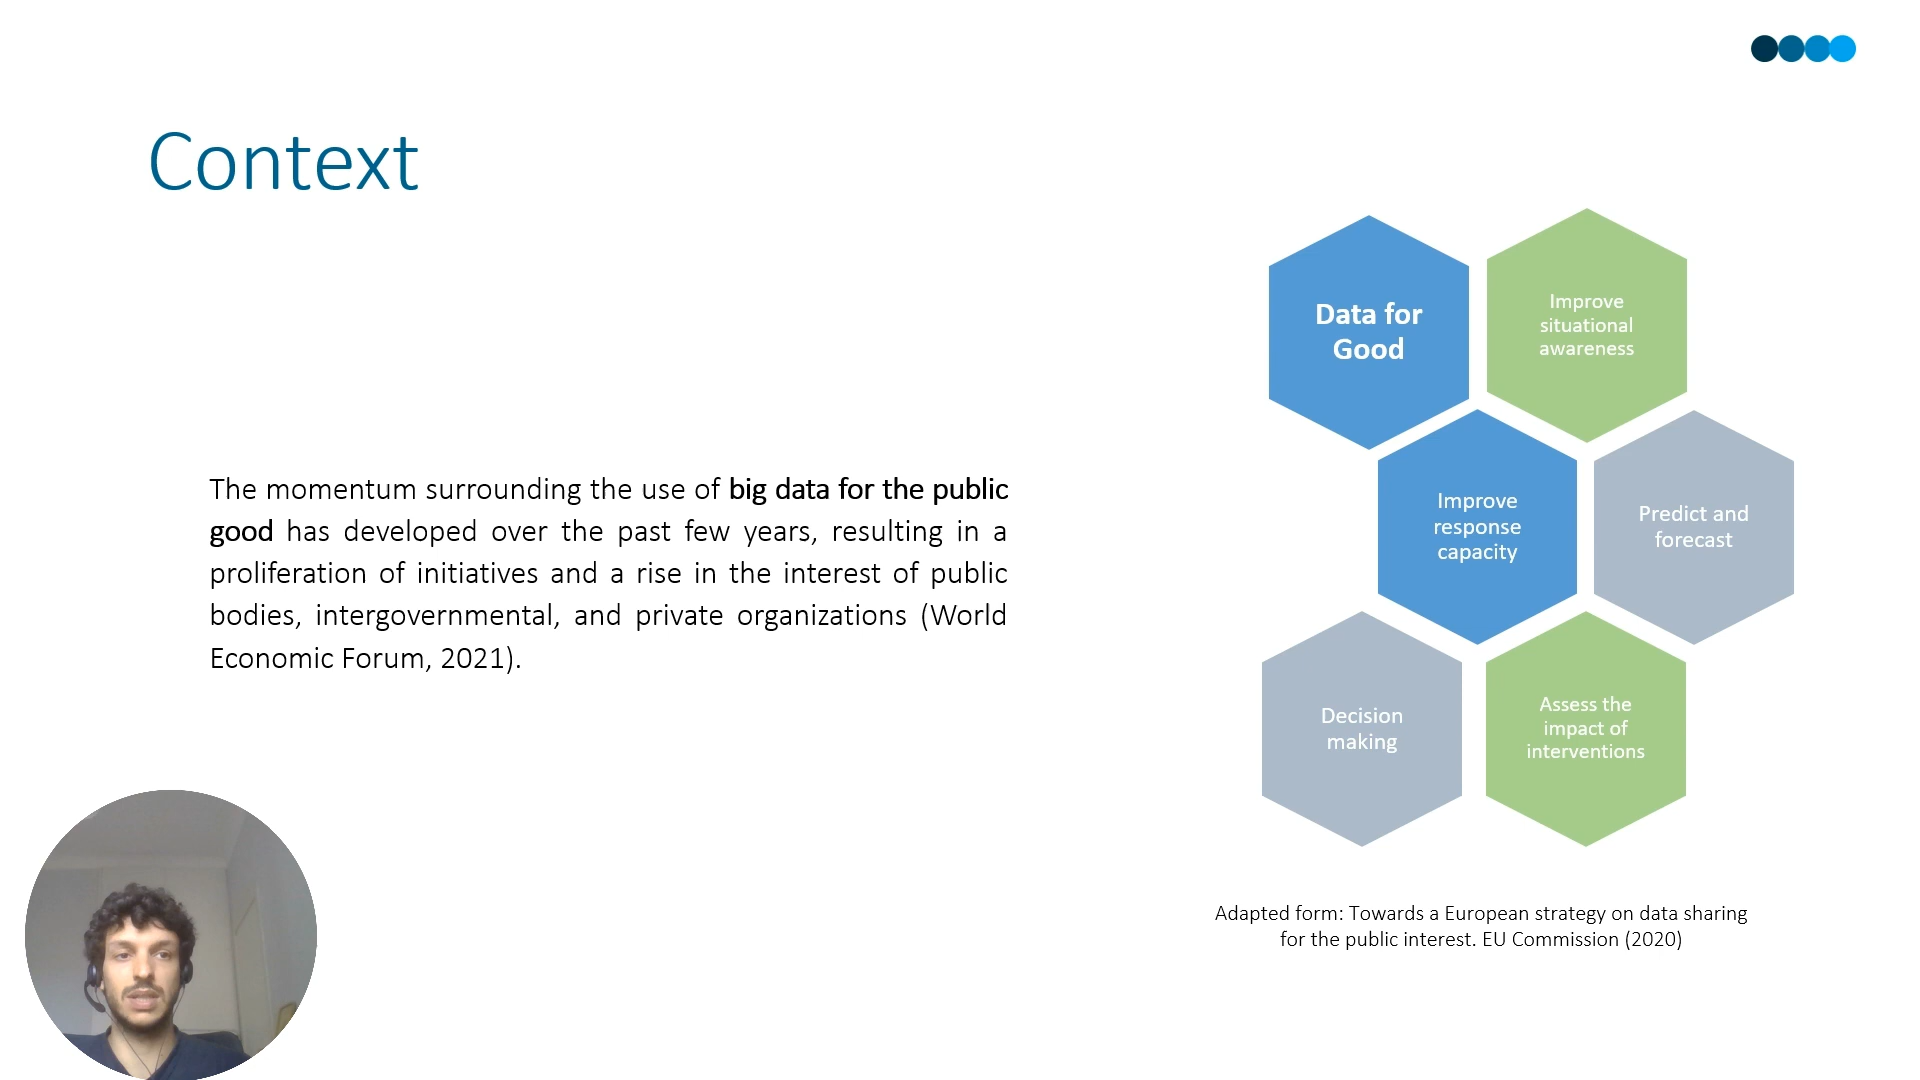 Context
The momentum surrounding the use of big data for the public
good has developed over the past few years, resulting in a
proliferation of initiatives and a rise in the interest of public
bodies, intergovernmental, and private organizations (World
Economic Forum, 2021).
Data for
Good
Improve
situational
awareness
Improve
response
capacity
Predict and
forecast
Decision
making
Assess the
impact of
interventions
Adapted form: Towards a European strategy on data sharing
for the public interest. EU Commission (2020)